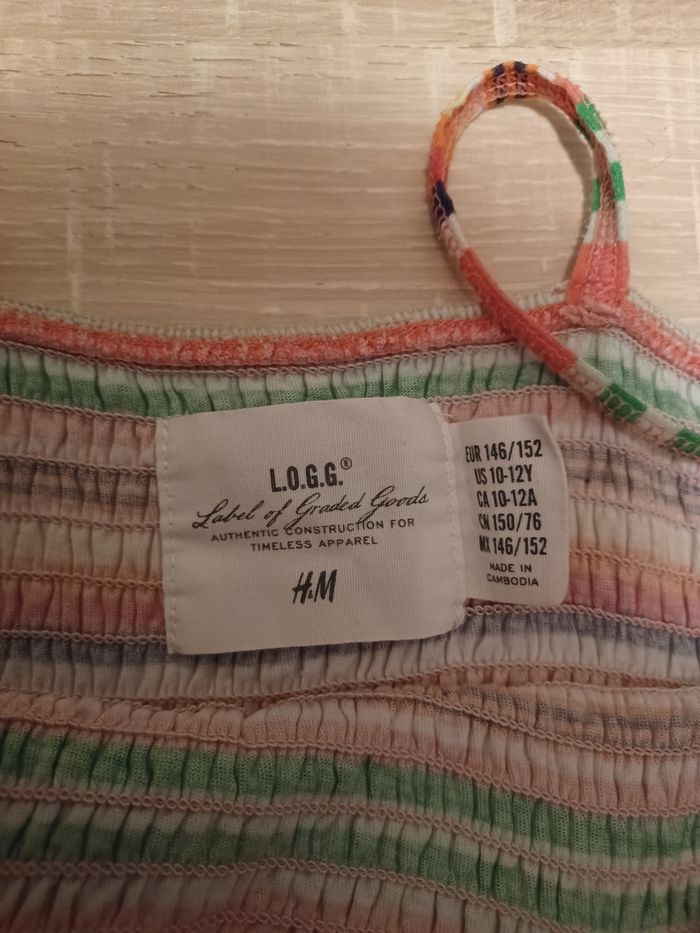 L.O.G.G.®
Label of Graded Goods
AUTHENTIC CONSTRUCTION FOR
TIMELESS APPAREL
H&M
EUR 146/152
US 10-12Y
CA 10-12A
CN 150/76
MX 146/152
MADE IN
CAMBODIA